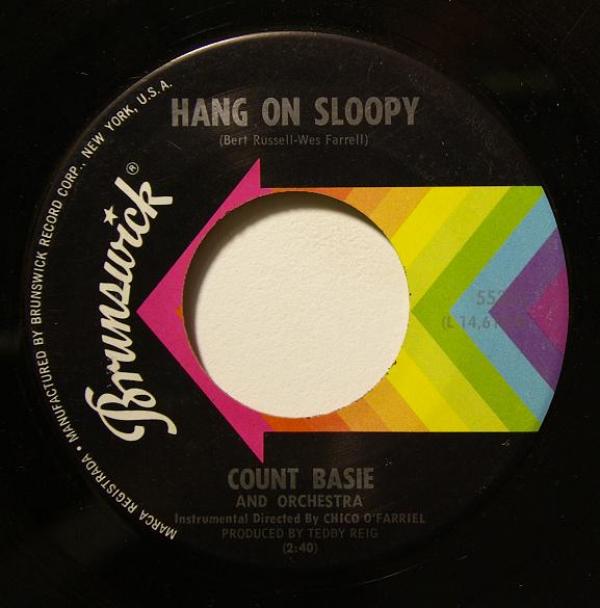 HANG ON SLOOPY
(Bert Russell-Wes Farrell)
Brunswick®
MARCA REGISTRADA • MANUFACTURED BY BRUNSWICK RECORD CORP., NEW YORK, U.S.A.
COUNT BASIE
AND ORCHESTRA
Instrumental Directed By CHICO O'FARRIEL
PRODUCED BY TEDDY REIG
(2:40)